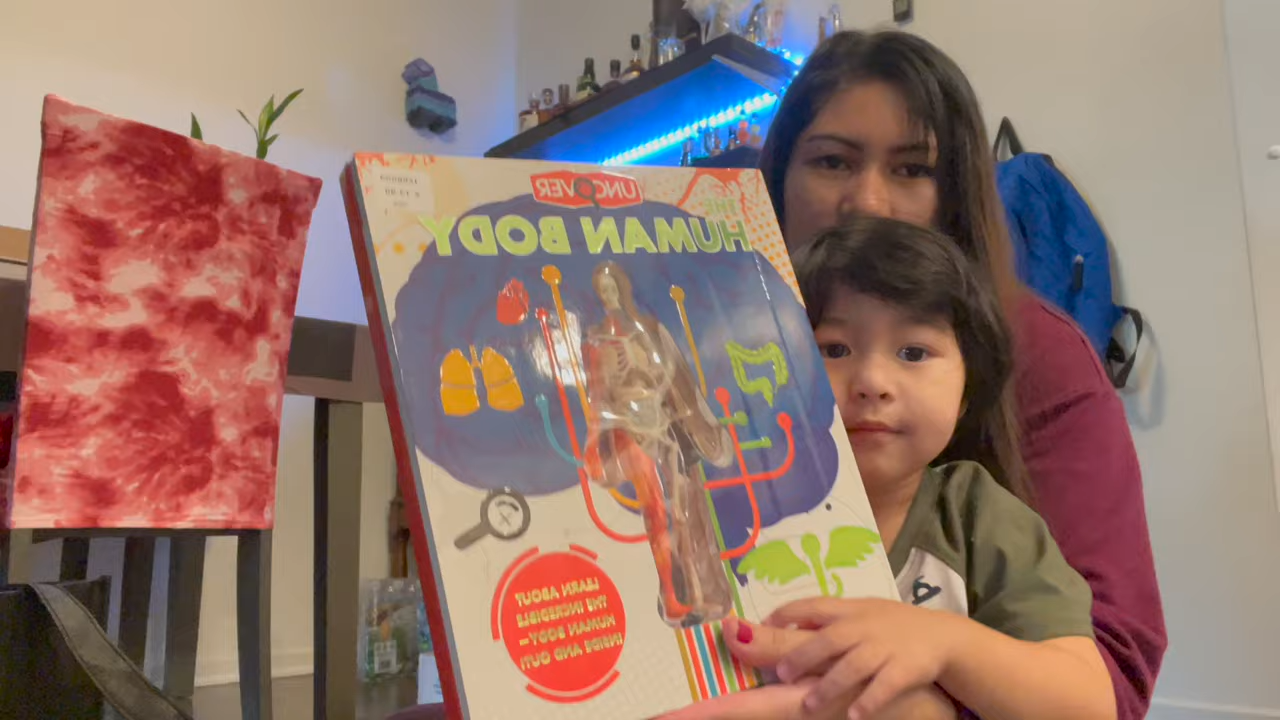 UNCOVER
THE
HUMAN BODY
LEARN ABOUT
THE INCREDIBLE
HUMAN BODY—
INSIDE AND OUT!